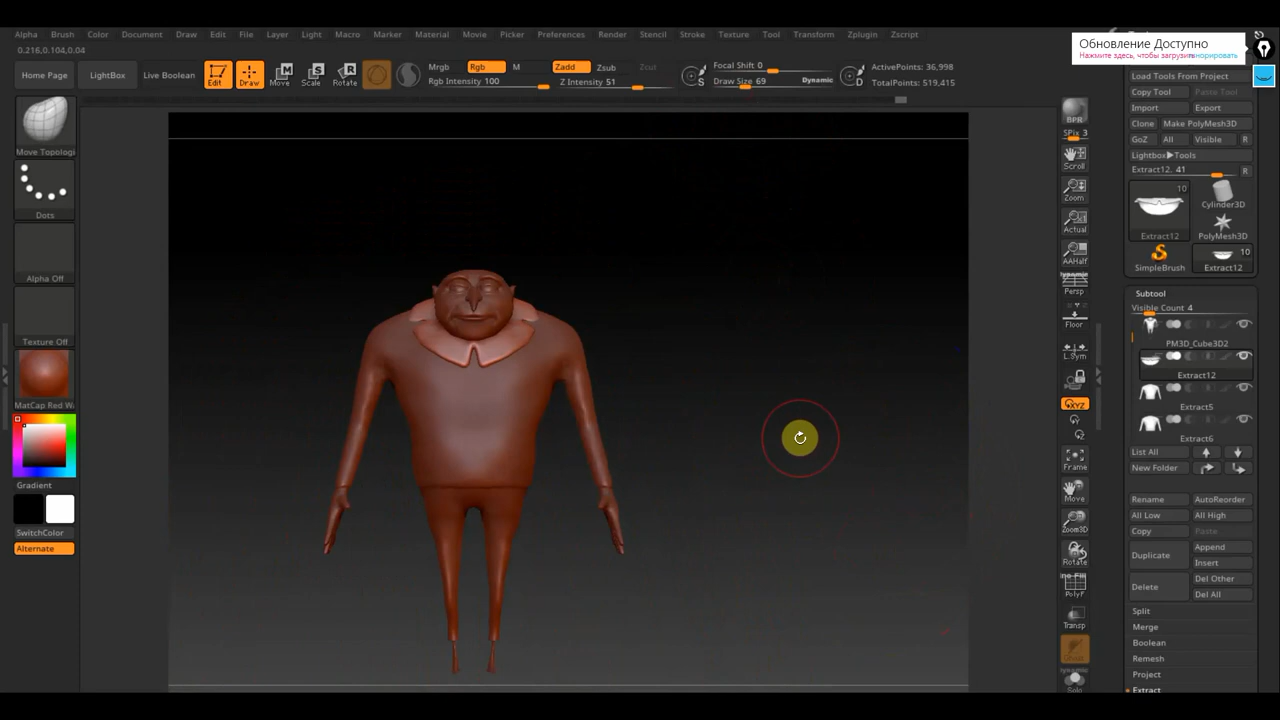 Alpha Brush Color Document Draw Edit File Layer Light Macro Marker Material Movie Picker Preferences Render Stencil Stroke Texture Tool Transform Zplugin Zscript
0.216,0.104,0.04
Обновление Доступно
Home Page
LightBox
Live Boolean
Edit
Draw
Move
Scale
Rotate
Mrgb Rgb M
Rgb Intensity 100
Zadd Zsub Zcut
Z Intensity 51
S
Focal Shift 0
Draw Size 69 Dynamic
D
ActivePoints: 36,998
TotalPoints: 519,415
Move Topologi
Dots
Alpha Off
Texture Off
MatCap Red Wa
Gradient
SwitchColor
Alternate
BPR
SPix 3
Scroll
Zoom
Actual
AAHalf
Dynamic
Persp
Floor
L.Sym
XYZ
Y
Z
Frame
Move
Zoom3D
Rotate
Line Fill
PolyF
Transp
Dynamic
Solo
Load Tools From Project
Copy Tool Paste Tool
Import Export
Clone Make PolyMesh3D
GoZ All Visible R
Lightbox▶Tools
Extract12. 41 R
10
Extract12
Cylinder3D
PolyMesh3D
SimpleBrush
10
Extract12
Subtool
Visible Count 4
PM3D_Cube3D2
Extract12
Extract5
Extract6
List All
New Folder
Rename AutoReorder
All Low All High
Copy Paste
Duplicate Append
Insert
Delete Del Other
Del All
Split
Merge
Boolean
Remesh
Project
Extract